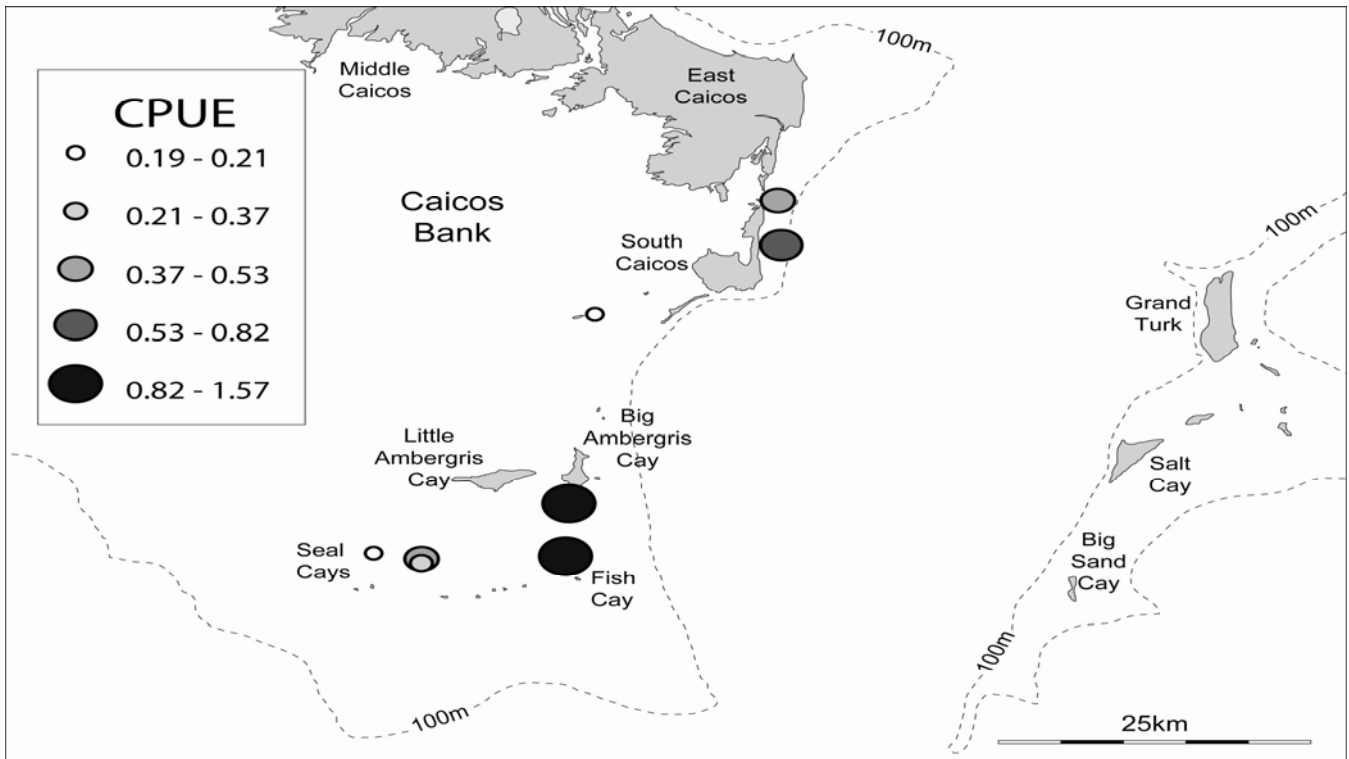 100m
Middle
Caicos
East
Caicos
CPUE
0.19 - 0.21
0.21 - 0.37
0.37 - 0.53
0.53 - 0.82
0.82 - 1.57
Caicos
Bank
South
Caicos
100m
Grand
Turk
Little
Ambergris
Cay
Big
Ambergris
Cay
Salt
Cay
Seal
Cays
Fish
Cay
Big
Sand
Cay
100m
100m
25km